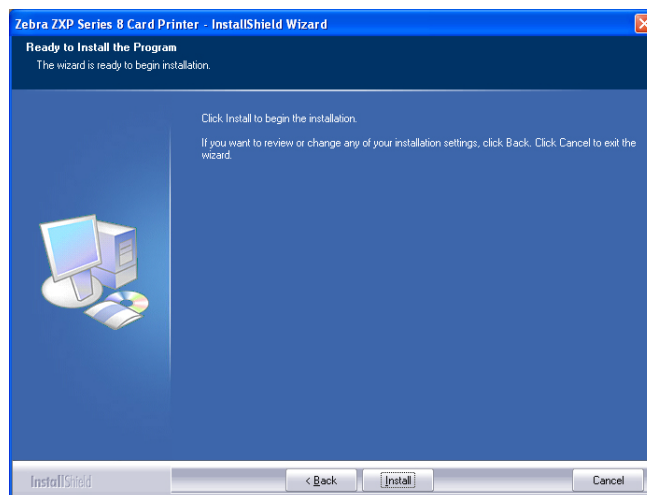 Zebra ZXP Series 8 Card Printer - InstallShield Wizard
Ready to Install the Program
The wizard is ready to begin installation.
Click Install to begin the installation.
If you want to review or change any of your installation settings, click Back. Click Cancel to exit the
wizard.
InstallShield
< Back Install Cancel